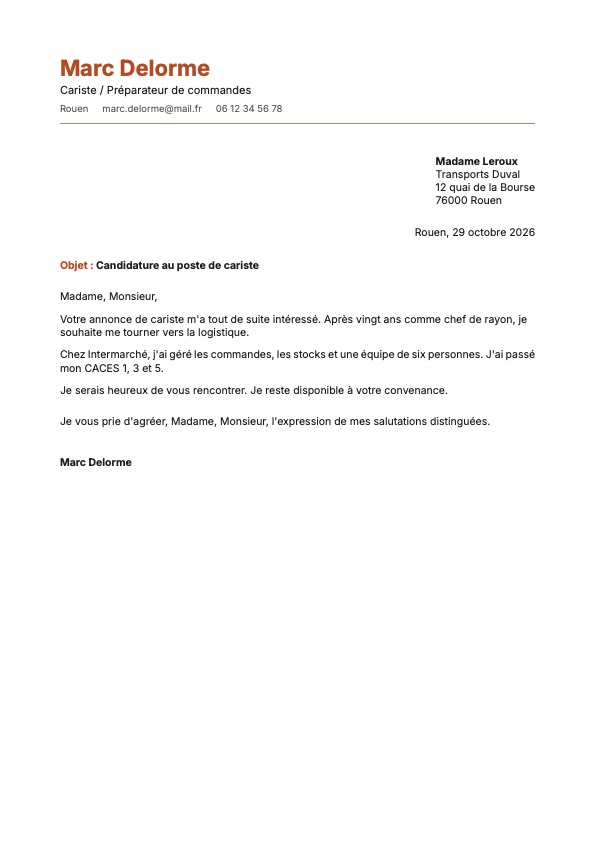 Marc Delorme
Cariste / Préparateur de commandes
Rouen marc.delorme@mail.fr 06 12 34 56 78
Madame Leroux
Transports Duval
12 quai de la Bourse
76000 Rouen
Rouen, 29 octobre 2026
Objet : Candidature au poste de cariste
Madame, Monsieur,
Votre annonce de cariste m'a tout de suite intéressé. Après vingt ans comme chef de rayon, je
souhaite me tourner vers la logistique.
Chez Intermarché, j'ai géré les commandes, les stocks et une équipe de six personnes. J'ai passé
mon CACES 1, 3 et 5.
Je serais heureux de vous rencontrer. Je reste disponible à votre convenance.
Je vous prie d'agréer, Madame, Monsieur, l'expression de mes salutations distinguées.
Marc Delorme